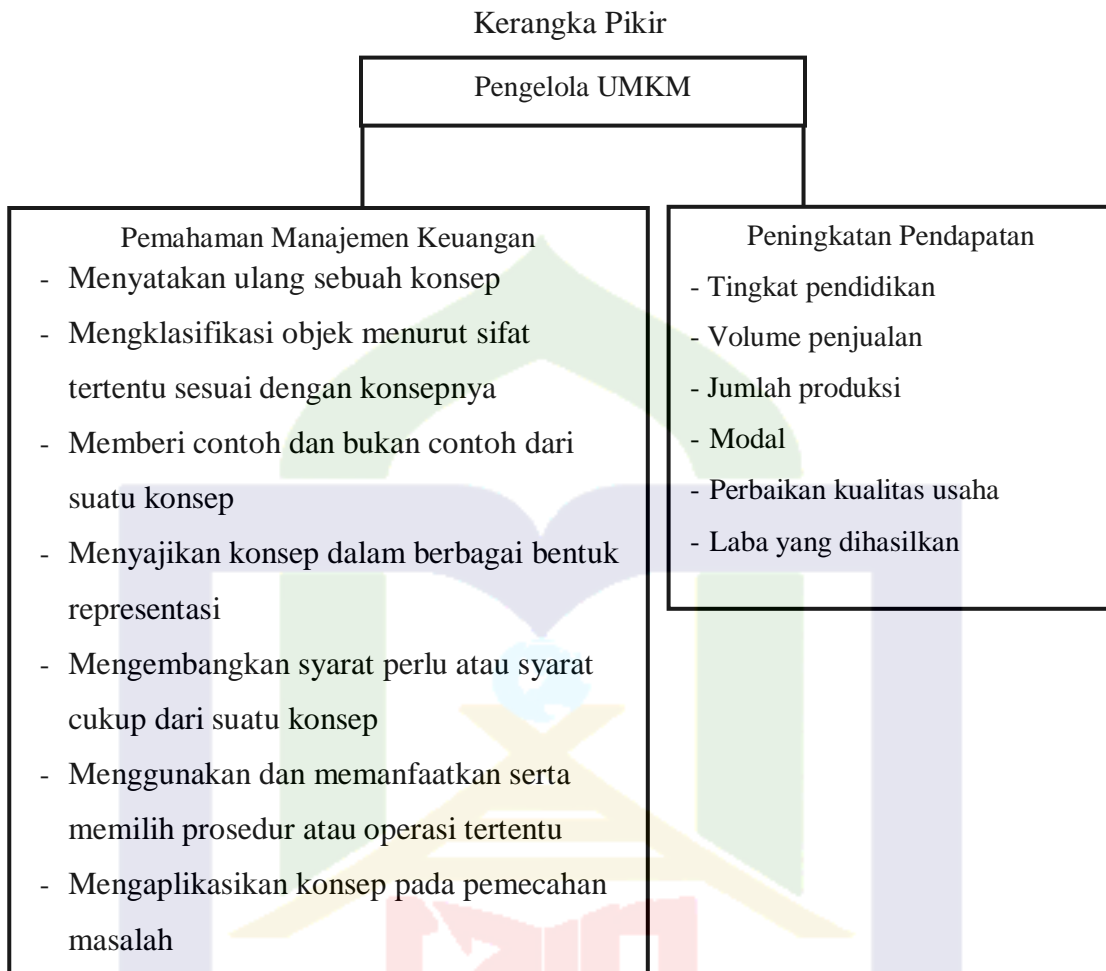 Kerangka Pikir
Pengelola UMKM
Pemahaman Manajemen Keuangan
- Menyatakan ulang sebuah konsep
- Mengklasifikasi objek menurut sifat
tertentu sesuai dengan konsepnya
- Memberi contoh dan bukan contoh dari
suatu konsep
- Menyajikan konsep dalam berbagai bentuk
representasi
- Mengembangkan syarat perlu atau syarat
cukup dari suatu konsep
- Menggunakan dan memanfaatkan serta
memilih prosedur atau operasi tertentu
- Mengaplikasikan konsep pada pemecahan
masalah
Peningkatan Pendapatan
- Tingkat pendidikan
- Volume penjualan
- Jumlah produksi
- Modal
- Perbaikan kualitas usaha
- Laba yang dihasilkan